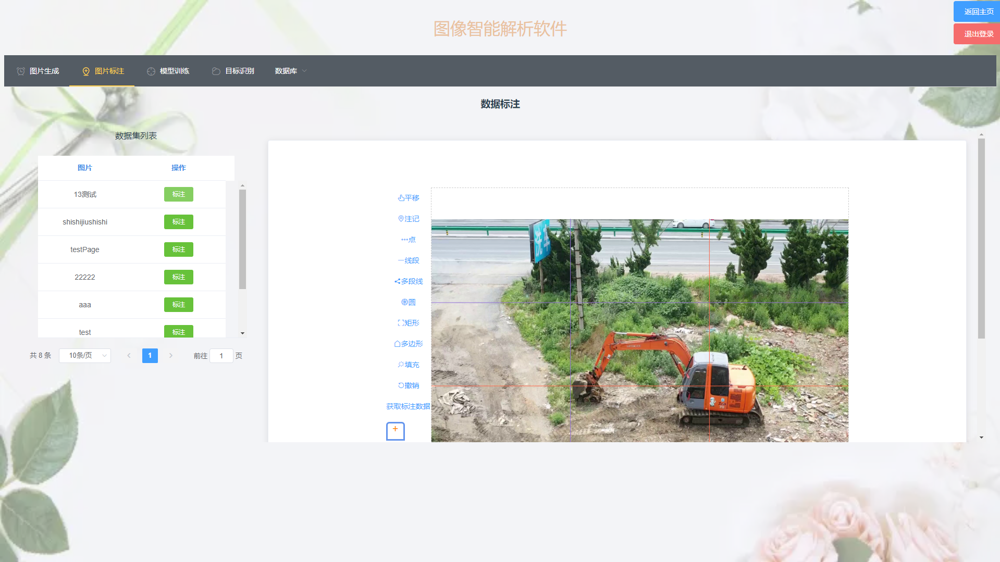 图像智能解析软件
返回主页
退出登录
图片生成
图片标注
模型训练
目标识别
数据库
数据标注
数据集列表
图片 操作
13测试 标注
shishijiushishi 标注
testPage 标注
22222 标注
aaa 标注
test 标注
共 8 条 10条/页 1 前往 1 页
平移
注记
点
线段
多段线
圆
矩形
多边形
填充
撤销
获取标注数据
+
洗车
HITACHI